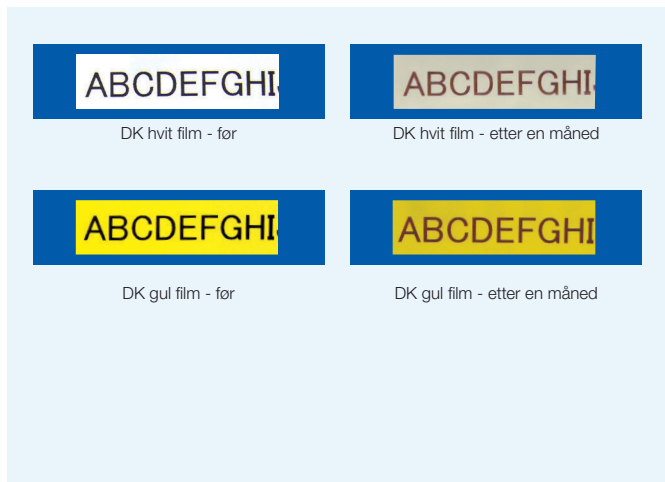 ABCDEFGHI
ABCDEFGHI
DK hvit film - før
DK hvit film - etter en måned
ABCDEFGHI
ABCDEFGHI
DK gul film - før
DK gul film - etter en måned